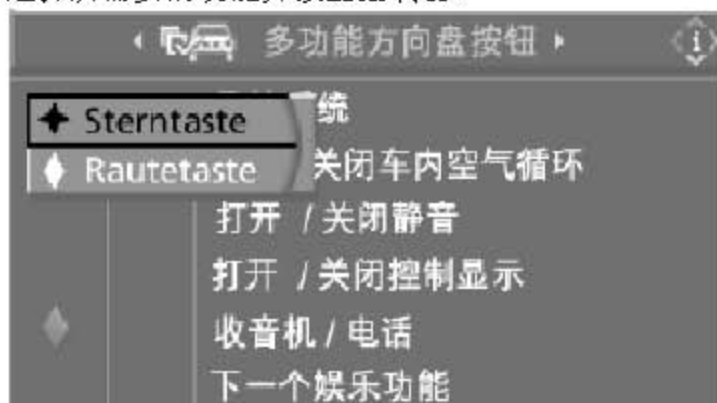 多功能方向盘按钮
统
Sterntaste
Rautetaste
关闭车内空气循环
打开 / 关闭静音
打开 / 关闭控制显示
收音机 / 电话
下一个娱乐功能